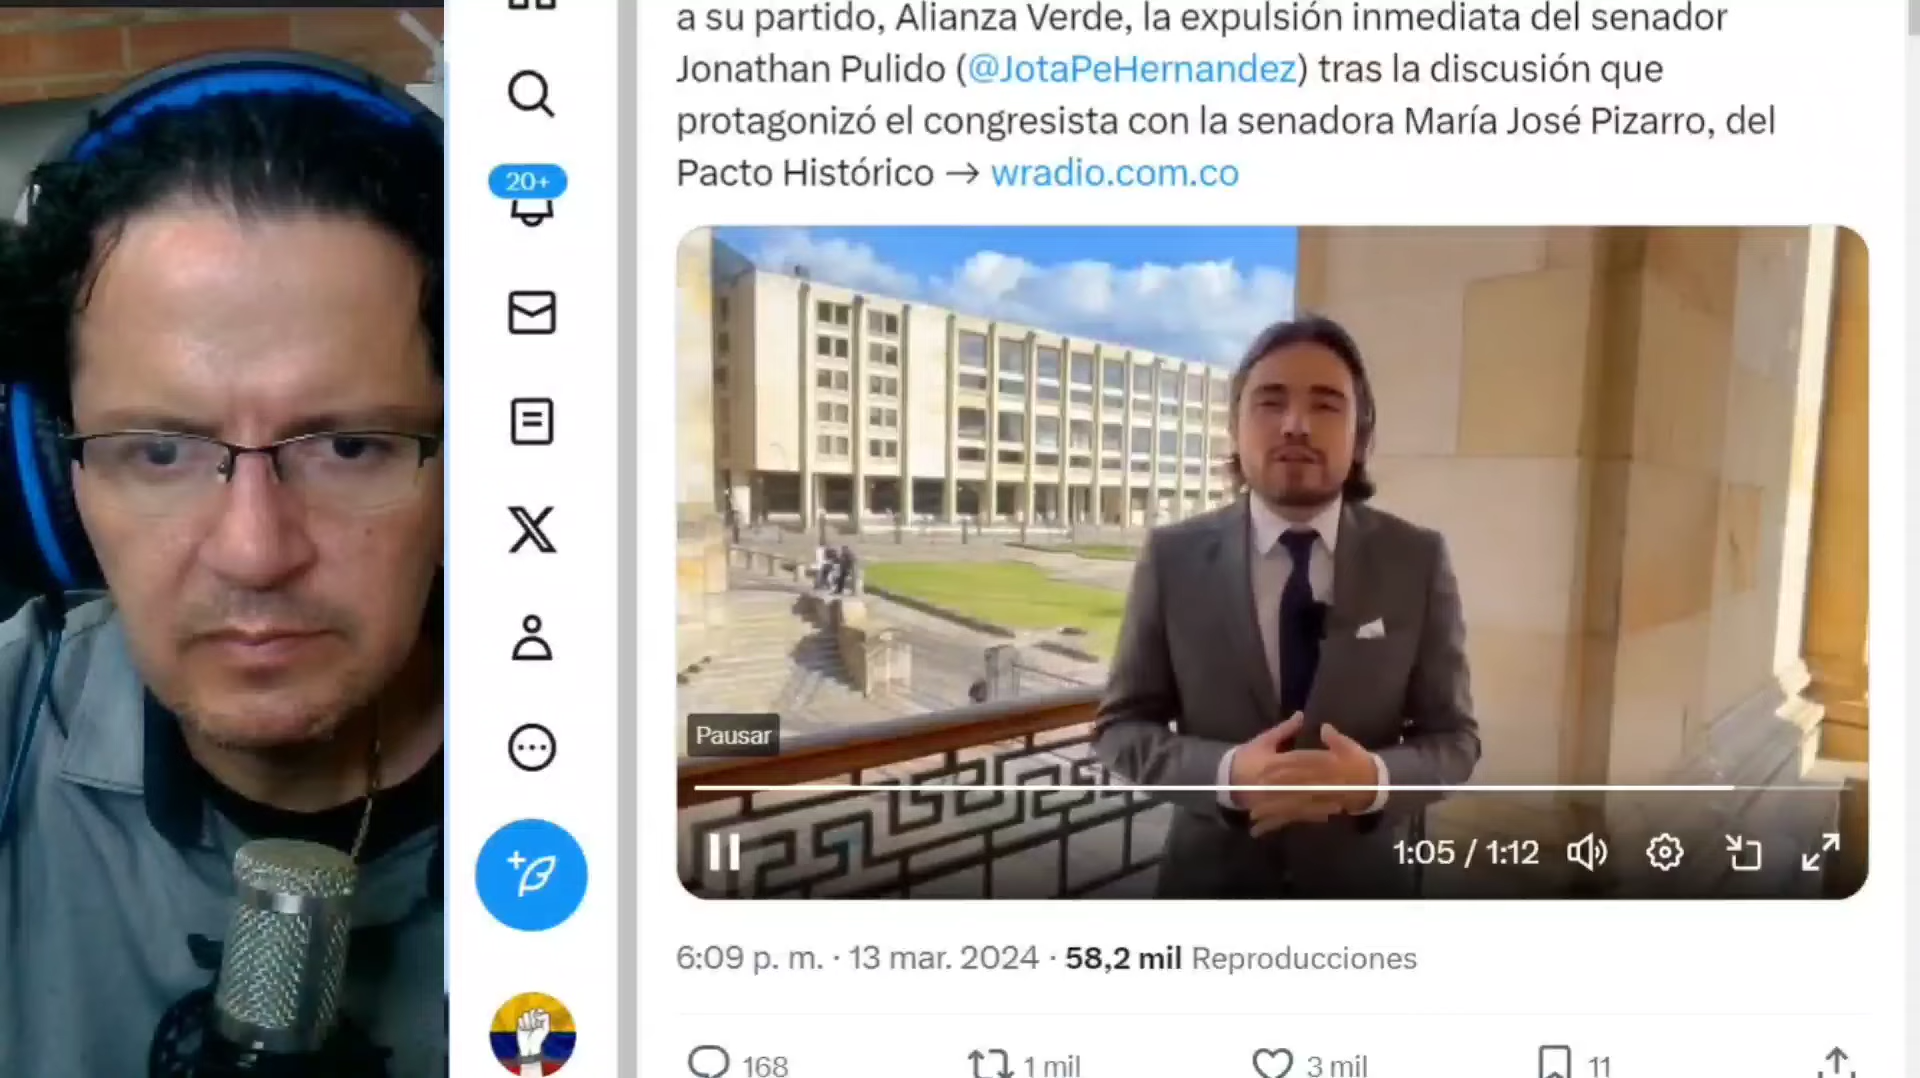 a su partido, Alianza Verde, la expulsión inmediata del senador
Jonathan Pulido (@JotaPeHernandez) tras la discusión que
protagonizó el congresista con la senadora María José Pizarro, del
Pacto Histórico → wradio.com.co
20+
Pausar
1:05 / 1:12
6:09 p. m. · 13 mar. 2024 · 58,2 mil Reproducciones
168 1 mil 3 mil 11